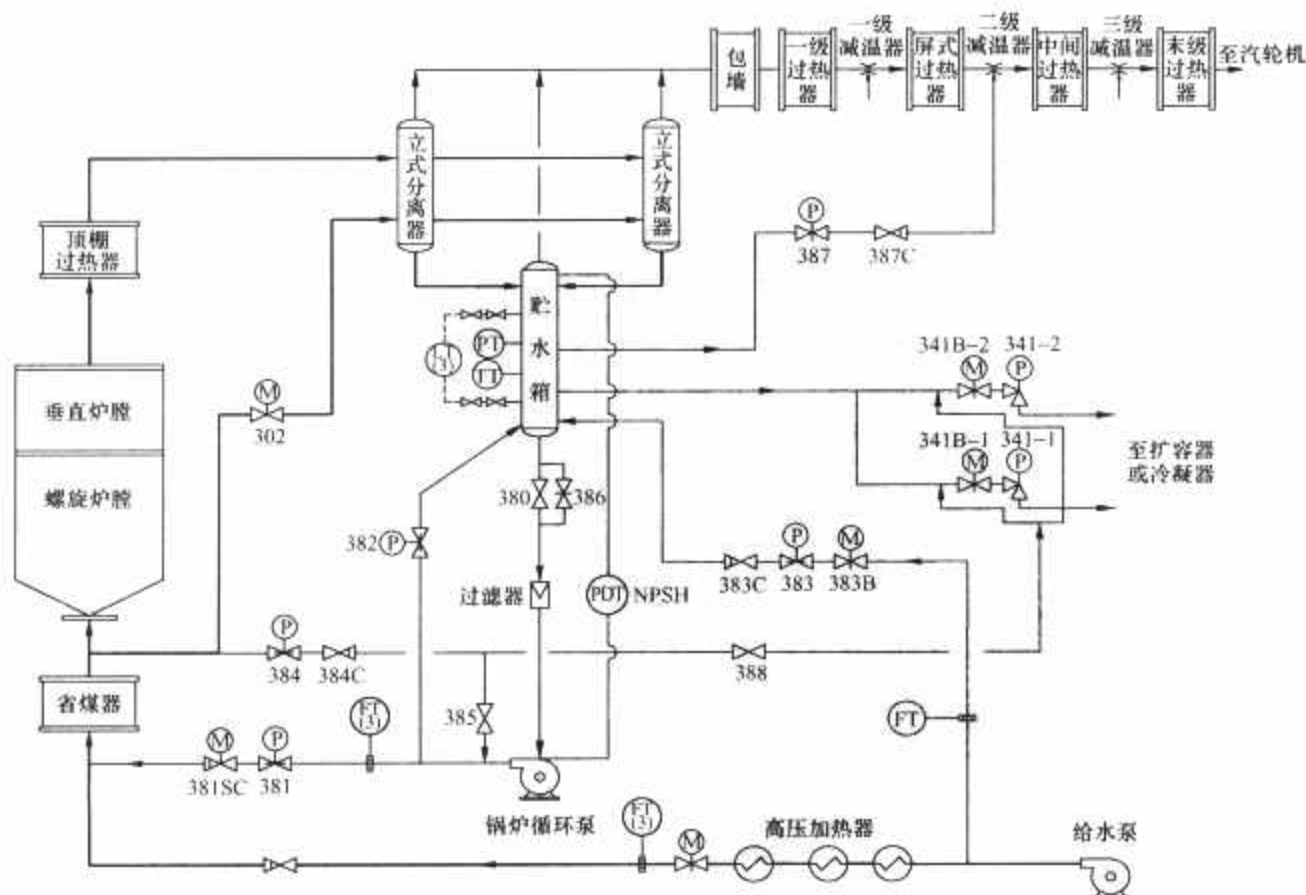 一级
减温器
二级
减温器
三级
减温器
包
墙
一级
过热
器
屏式
过热
器
中间
过热
器
末级
过热
器
至汽轮机
立式分离器
立式分离器
顶棚
过热器
P
387
387C
贮
水
箱
PT
TT
(3)
341B-2
341-2
M
P
341B-1
341-1
M
P
至扩容器
或冷凝器
垂直炉膛
螺旋炉膛
M
302
380
386
382
P
P
M
383C
383
383B
过滤器
PDT
NPSH
P
384
384C
388
省煤器
FT
(3)
385
FT
M
P
381SC
381
锅炉循环泵
FT
(3)
M
高压加热器
给水泵